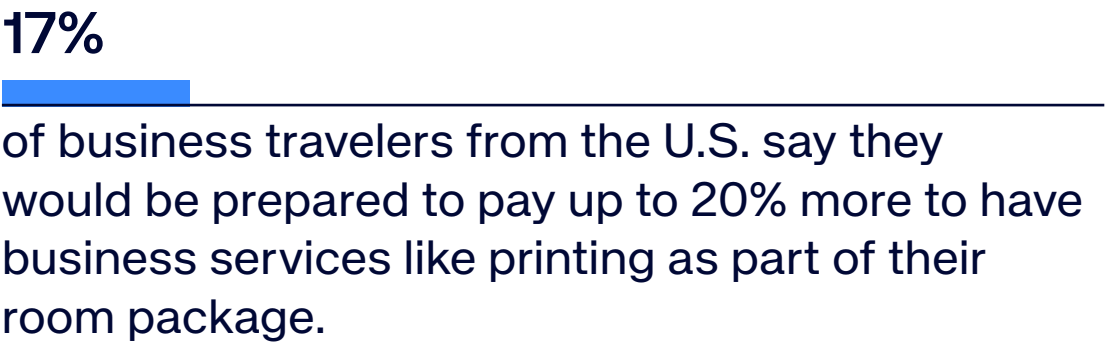 17%
of business travelers from the U.S. say they
would be prepared to pay up to 20% more to have
business services like printing as part of their
room package.